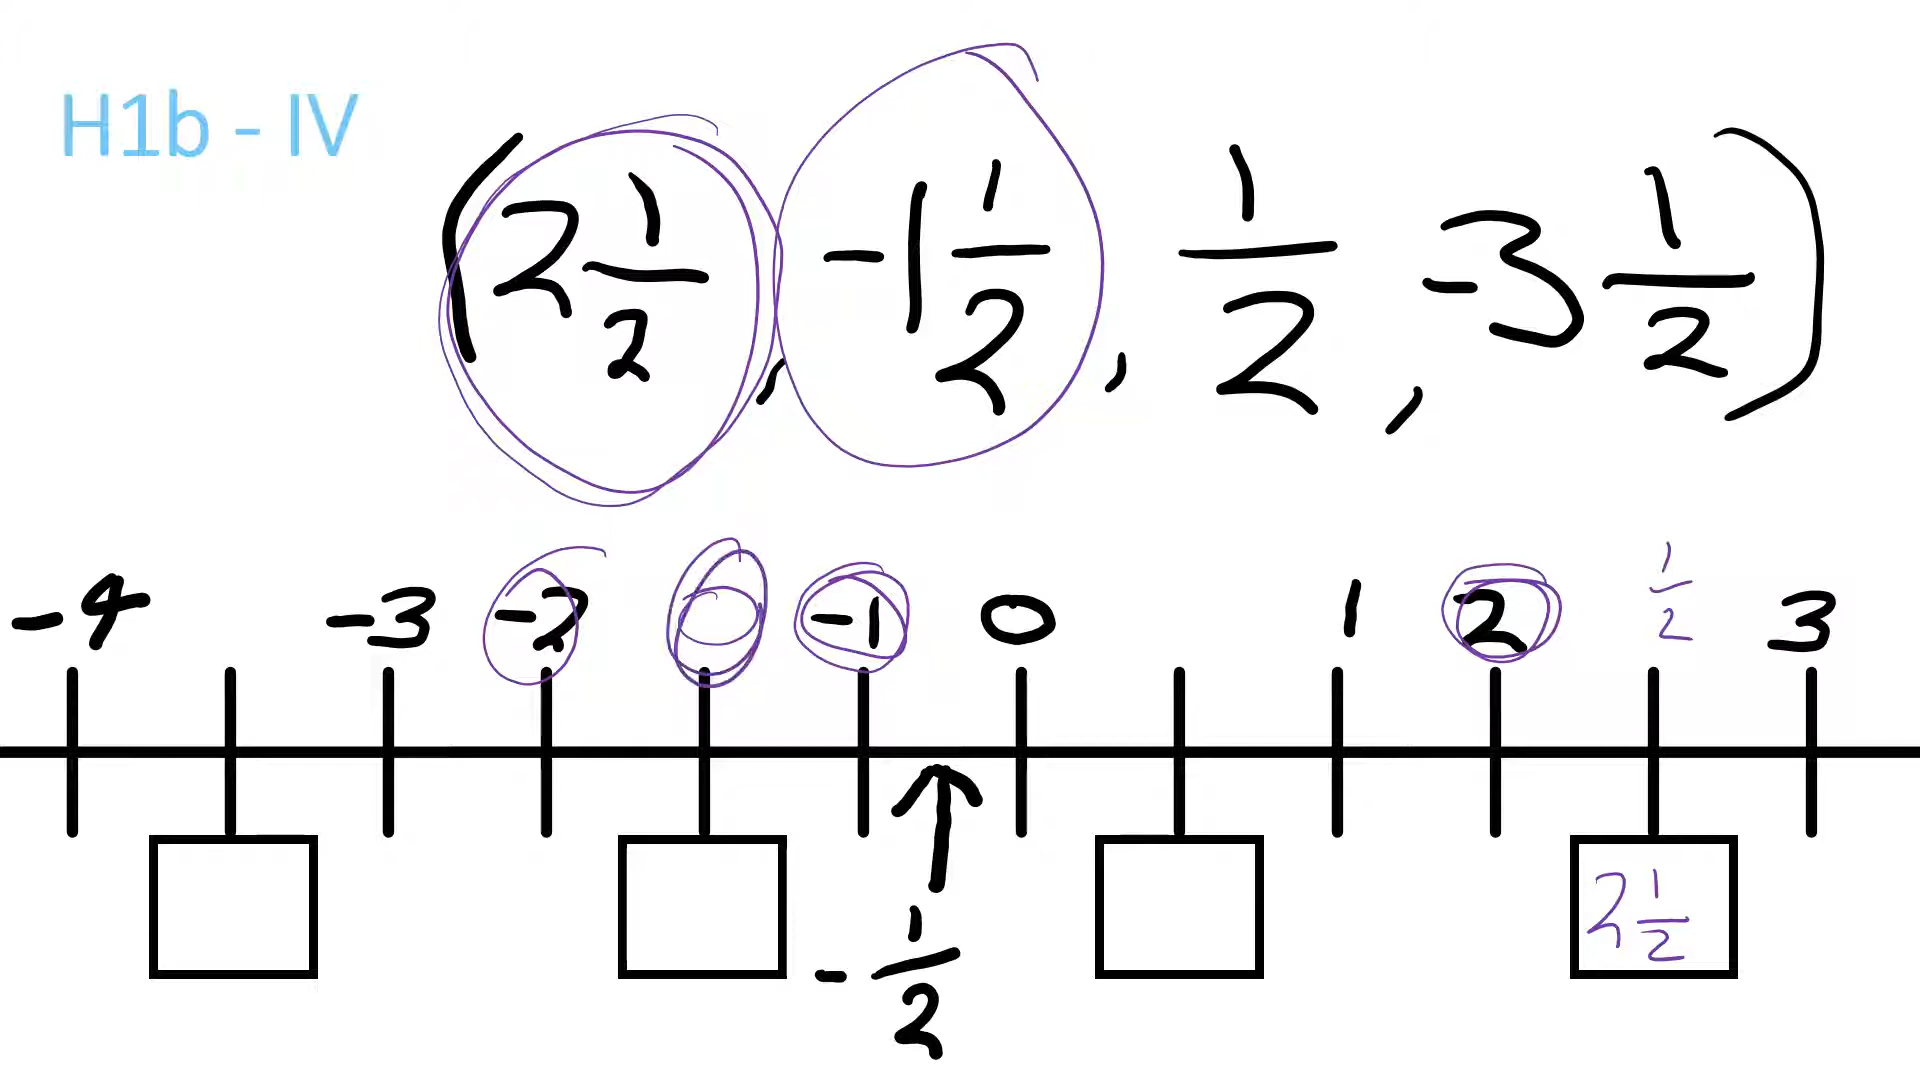 H1b - IV
(2 1/2, -1 1/2, 1/2, -3 1/2)
-4 -3 -2 -1 0 1 2 1/2 3
2 1/2
- 1/2